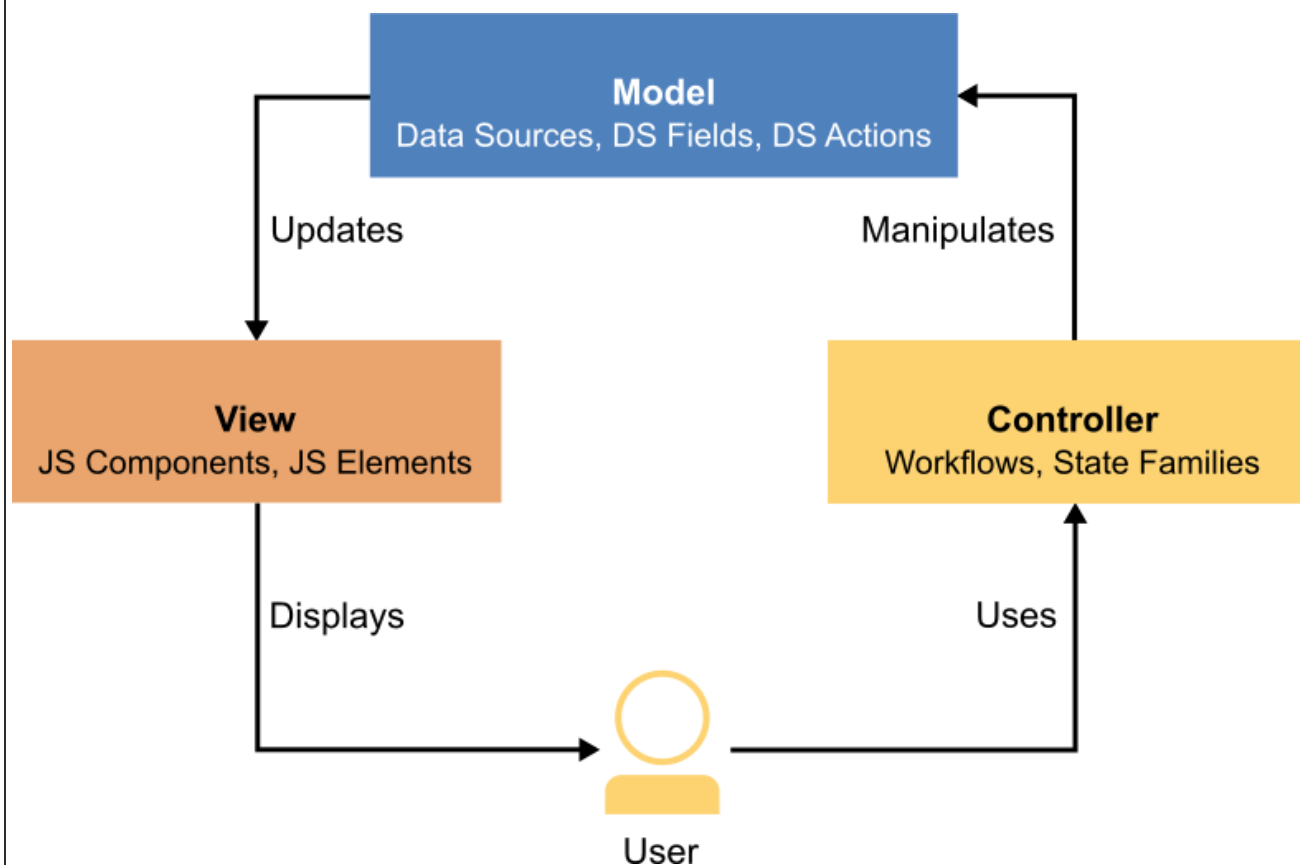 Model
Data Sources, DS Fields, DS Actions
Updates
Manipulates
View
JS Components, JS Elements
Controller
Workflows, State Families
Displays
Uses
User